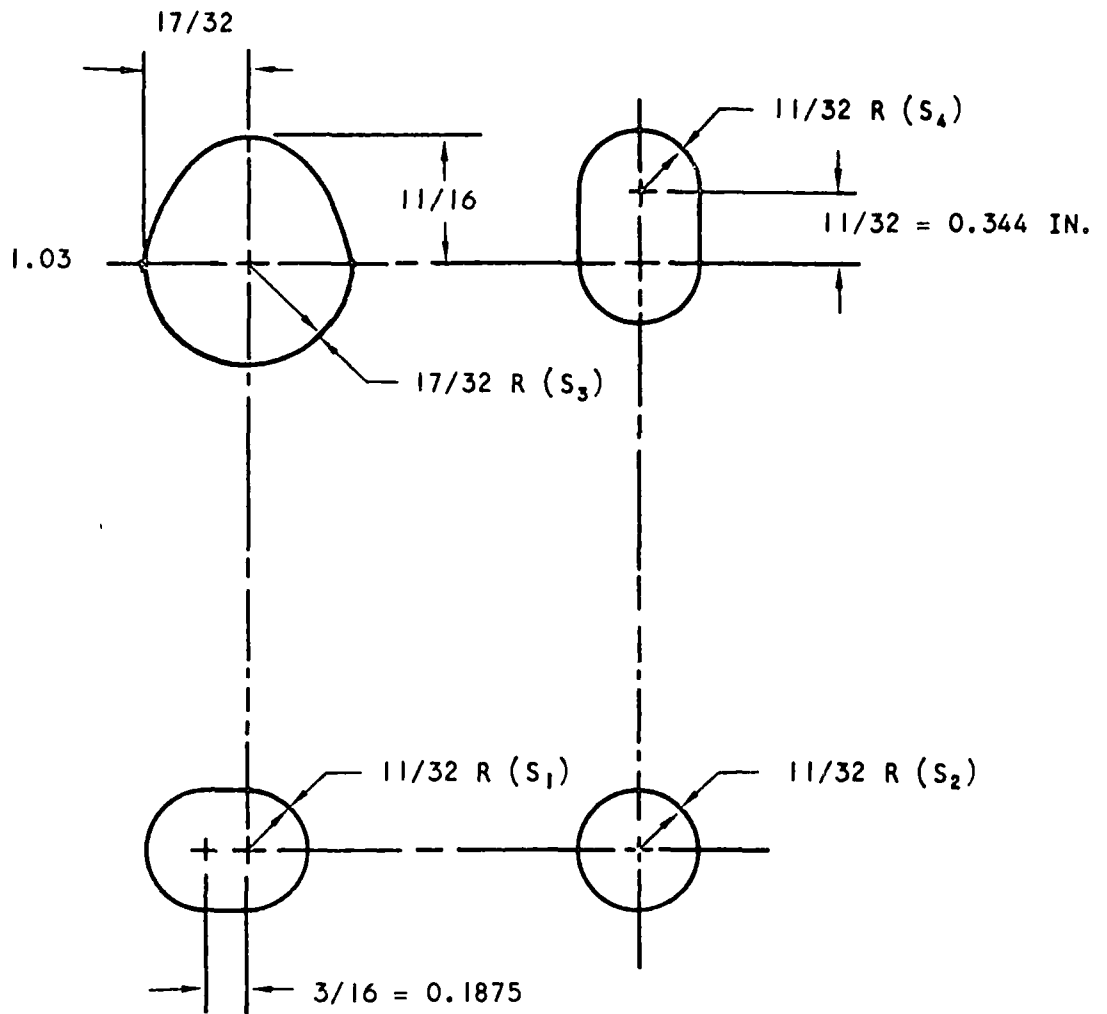 17/32
11/32 R (S₄)
11/16
11/32 = 0.344 IN.
1.03
17/32 R (S₃)
11/32 R (S₁)
11/32 R (S₂)
3/16 = 0.1875